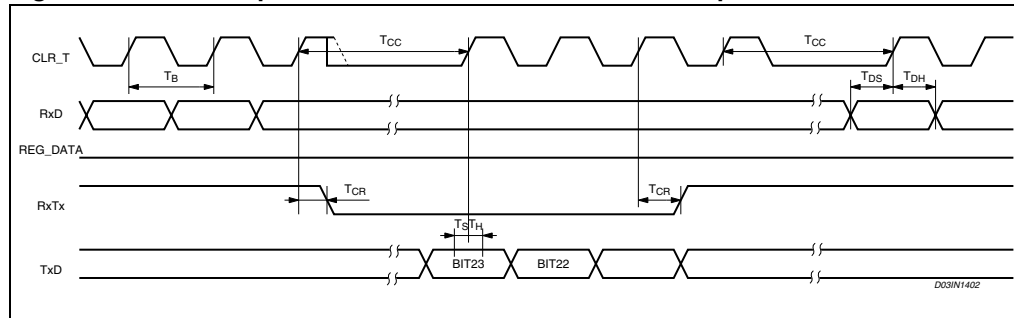 CLR_T
TCC
TCC
TB
TDS
TDH
RxD
REG_DATA
TCR
TCR
RxTx
TS
TH
BIT23
BIT22
TxD
D03IN1402